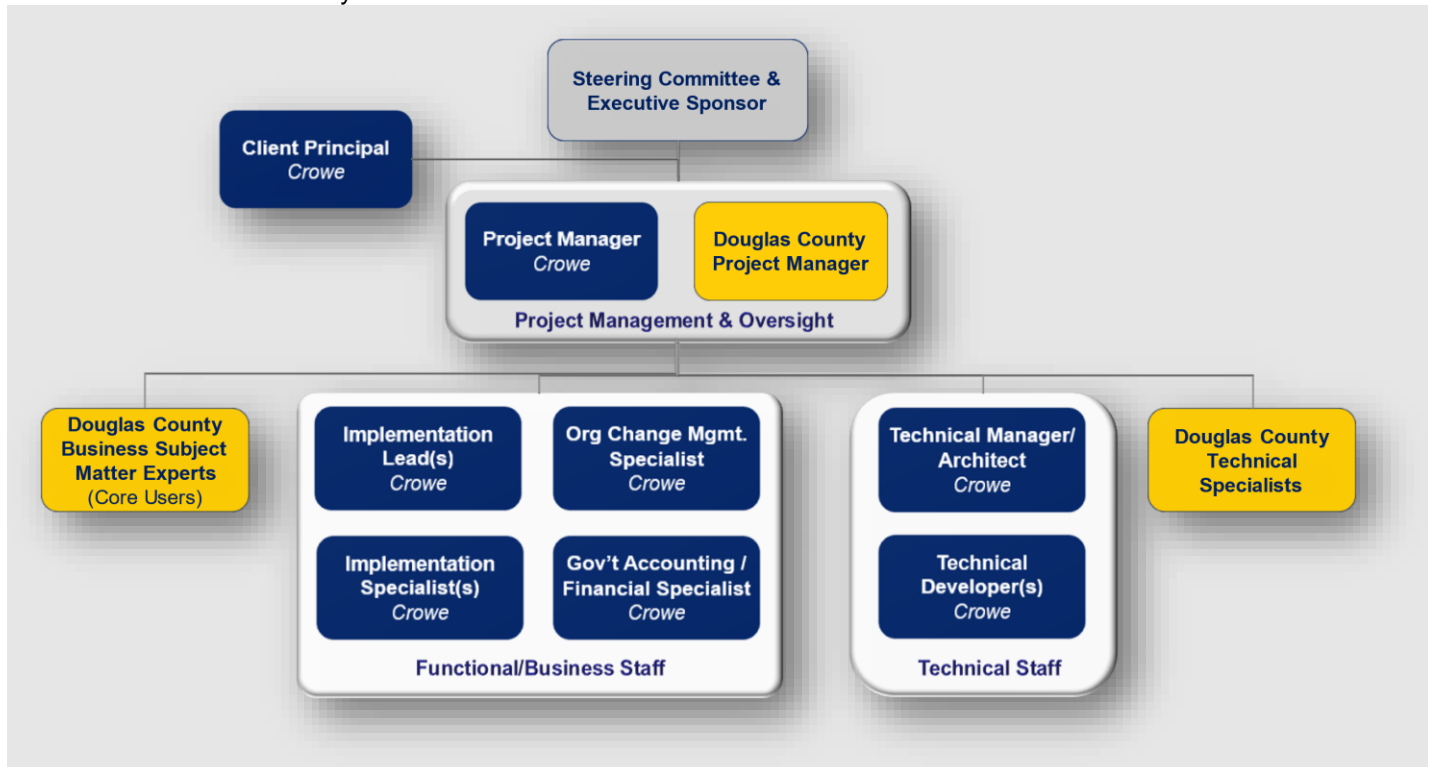 Steering Committee &
Executive Sponsor
Client Principal
Crowe
Project Manager
Crowe
Douglas County
Project Manager
Project Management & Oversight
Douglas County
Business Subject
Matter Experts
(Core Users)
Implementation
Lead(s)
Crowe
Org Change Mgmt.
Specialist
Crowe
Implementation
Specialist(s)
Crowe
Gov't Accounting /
Financial Specialist
Crowe
Functional/Business Staff
Technical Manager/
Architect
Crowe
Technical
Developer(s)
Crowe
Technical Staff
Douglas County
Technical
Specialists